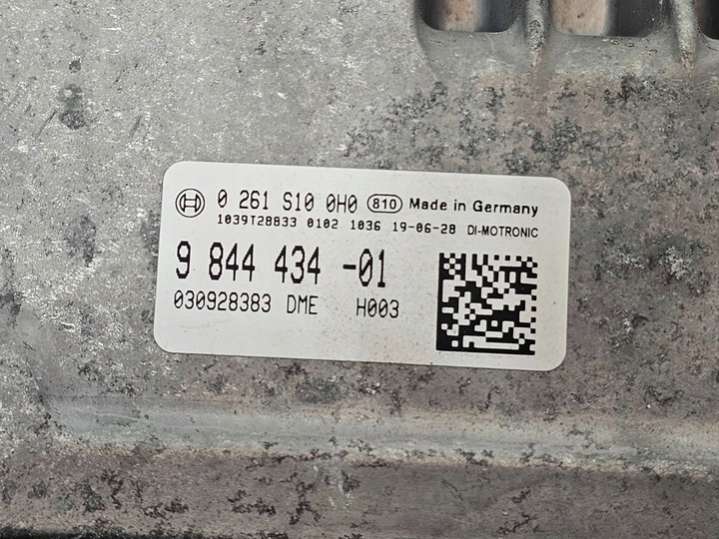 0 261 S10 0H0 810 Made in Germany
1039T28833 0102 1036 19-06-28 DI-MOTRONIC
9 844 434 -01
030928383 DME H003